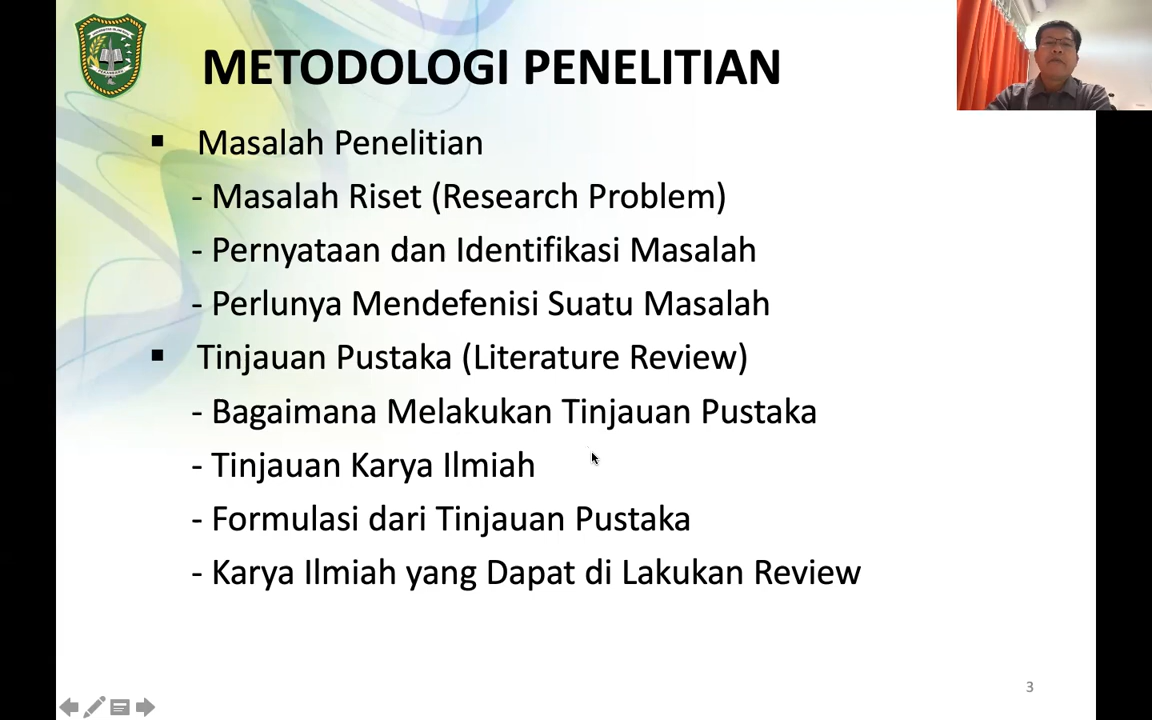 METODOLOGI PENELITIAN
▪ Masalah Penelitian
- Masalah Riset (Research Problem)
- Pernyataan dan Identifikasi Masalah
- Perlunya Mendefenisi Suatu Masalah
▪ Tinjauan Pustaka (Literature Review)
- Bagaimana Melakukan Tinjauan Pustaka
- Tinjauan Karya Ilmiah
- Formulasi dari Tinjauan Pustaka
- Karya Ilmiah yang Dapat di Lakukan Review
3